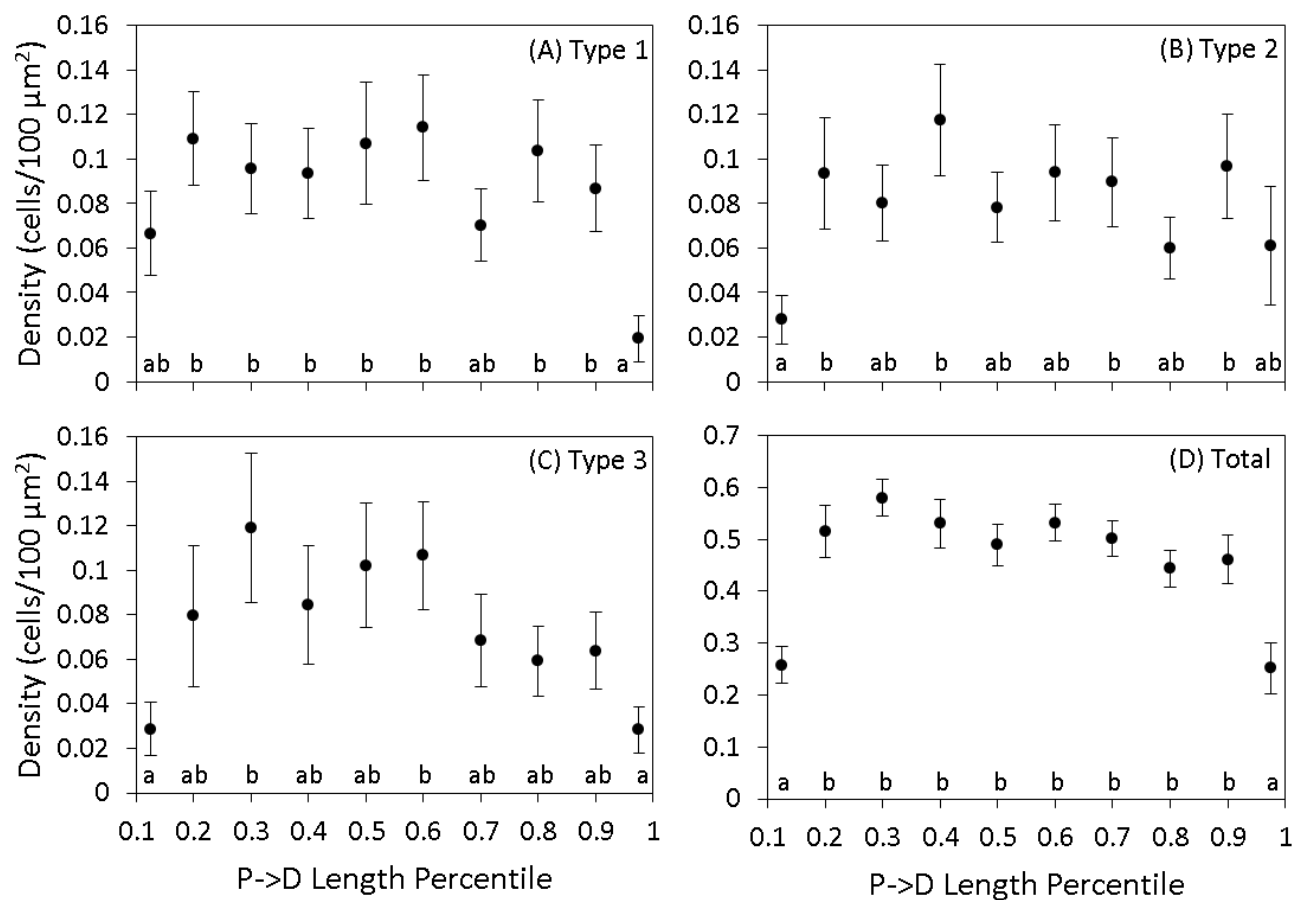 (A) Type 1
Density (cells/100 µm²)
0.16
0.14
0.12
0.1
0.08
0.06
0.04
0.02
0
ab b b b b b ab b b a
(B) Type 2
0.16
0.14
0.12
0.1
0.08
0.06
0.04
0.02
0
a b ab b ab ab b ab b ab
(C) Type 3
Density (cells/100 µm²)
0.16
0.14
0.12
0.1
0.08
0.06
0.04
0.02
0
a ab b ab ab b ab ab ab a
0.1 0.2 0.3 0.4 0.5 0.6 0.7 0.8 0.9 1
P->D Length Percentile
(D) Total
0.7
0.6
0.5
0.4
0.3
0.2
0.1
0
a b b b b b b b b a
0.1 0.2 0.3 0.4 0.5 0.6 0.7 0.8 0.9 1
P->D Length Percentile